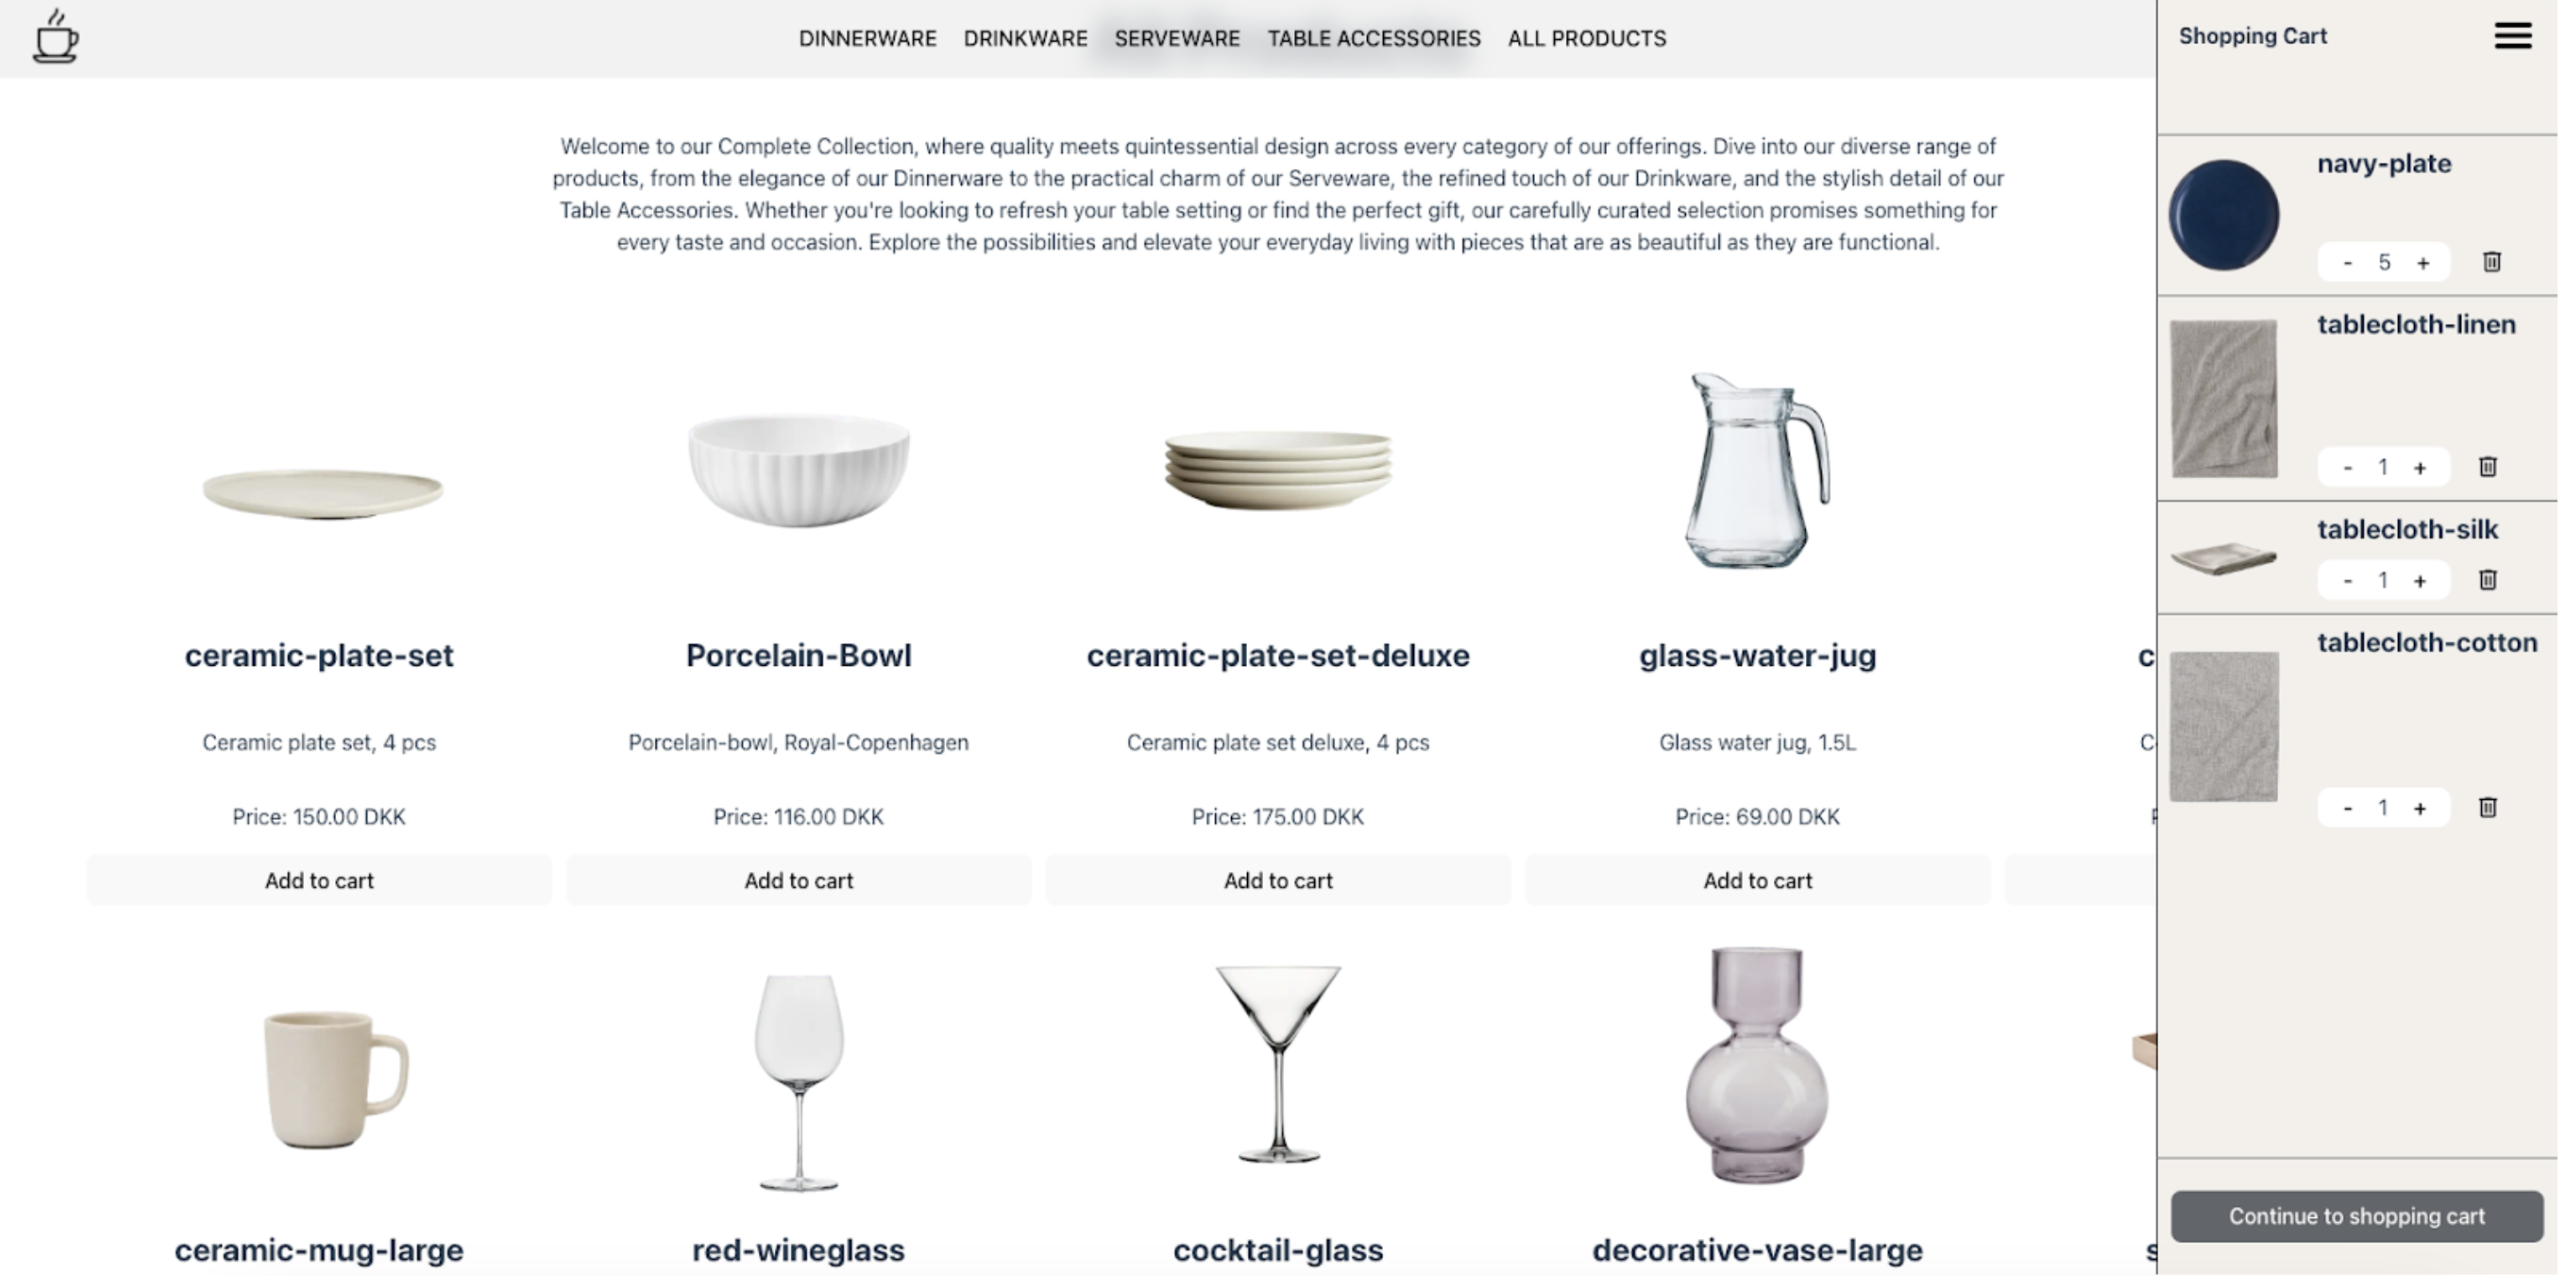 DINNERWARE DRINKWARE SERVEWARE TABLE ACCESSORIES ALL PRODUCTS
Welcome to our Complete Collection, where quality meets quintessential design across every category of our offerings. Dive into our diverse range of
products, from the elegance of our Dinnerware to the practical charm of our Serveware, the refined touch of our Drinkware, and the stylish detail of our
Table Accessories. Whether you're looking to refresh your table setting or find the perfect gift, our carefully curated selection promises something for
every taste and occasion. Explore the possibilities and elevate your everyday living with pieces that are as beautiful as they are functional.
ceramic-plate-set
Ceramic plate set, 4 pcs
Price: 150.00 DKK
Add to cart
Porcelain-Bowl
Porcelain-bowl, Royal-Copenhagen
Price: 116.00 DKK
Add to cart
ceramic-plate-set-deluxe
Ceramic plate set deluxe, 4 pcs
Price: 175.00 DKK
Add to cart
glass-water-jug
Glass water jug, 1.5L
Price: 69.00 DKK
Add to cart
ceramic-mug-large
red-wineglass
cocktail-glass
decorative-vase-large
Shopping Cart
navy-plate
- 5 +
tablecloth-linen
- 1 +
tablecloth-silk
- 1 +
tablecloth-cotton
- 1 +
Continue to shopping cart